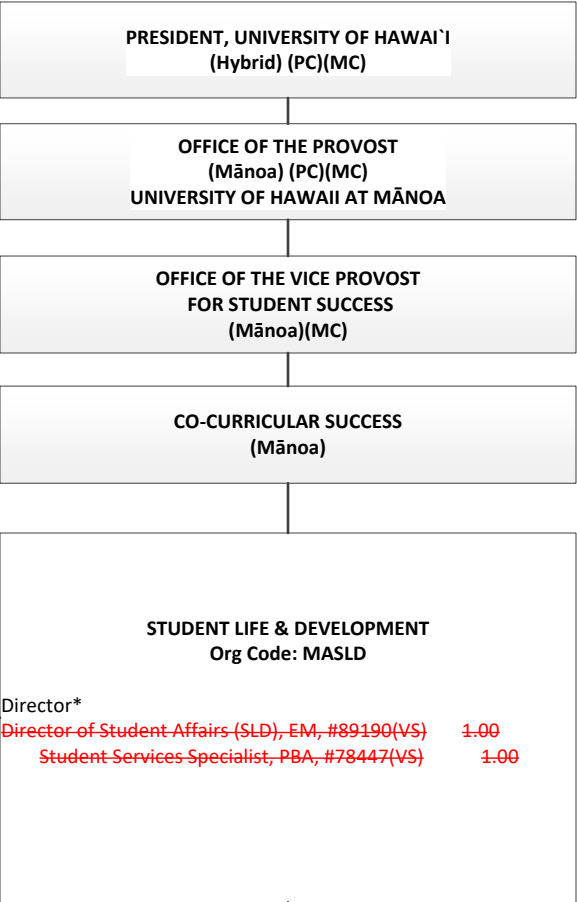 PRESIDENT, UNIVERSITY OF HAWAI`I
(Hybrid) (PC)(MC)
OFFICE OF THE PROVOST
(Mānoa) (PC)(MC)
UNIVERSITY OF HAWAII AT MĀNOA
OFFICE OF THE VICE PROVOST
FOR STUDENT SUCCESS
(Mānoa)(MC)
CO-CURRICULAR SUCCESS
(Mānoa)
STUDENT LIFE & DEVELOPMENT
Org Code: MASLD
Director*
Director of Student Affairs (SLD), EM, #89190(VS) 1.00
Student Services Specialist, PBA, #78447(VS) 1.00